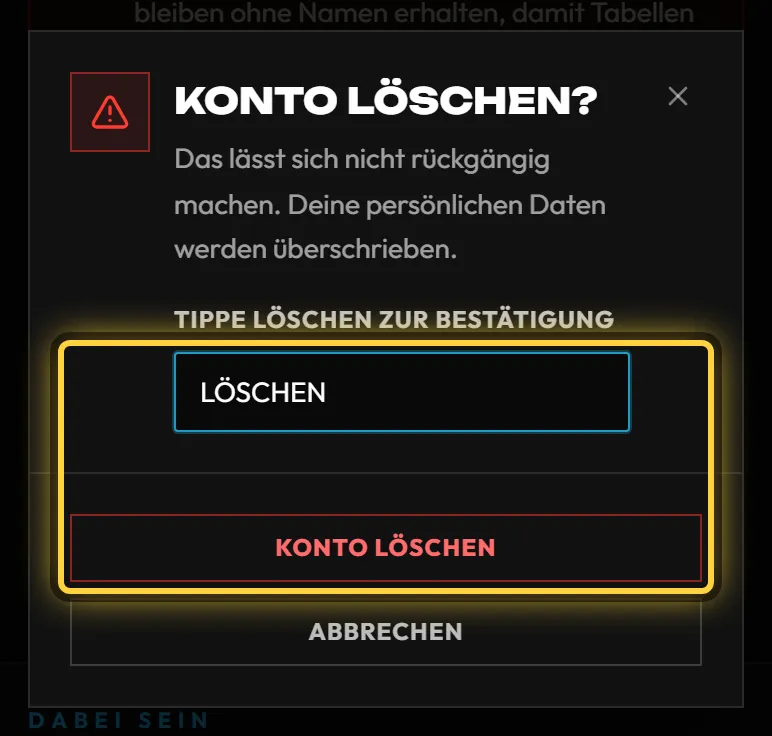 bleiben ohne Namen erhalten, damit Tabellen
KONTO LÖSCHEN?
Das lässt sich nicht rückgängig
machen. Deine persönlichen Daten
werden überschrieben.
TIPPE LÖSCHEN ZUR BESTÄTIGUNG
LÖSCHEN
KONTO LÖSCHEN
ABBRECHEN
DABEI SEIN